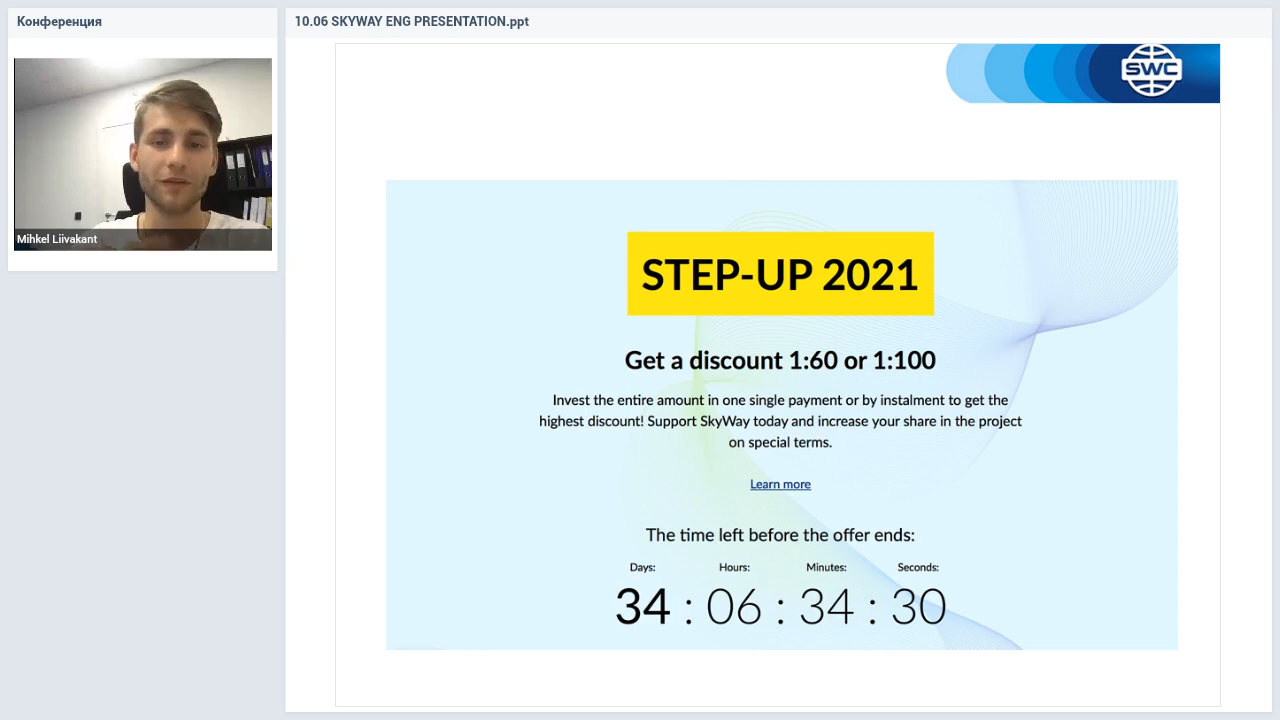 Конференция
10.06 SKYWAY ENG PRESENTATION.ppt
Mihkel Liivakant
SWC
STEP-UP 2021
Get a discount 1:60 or 1:100
Invest the entire amount in one single payment or by instalment to get the
highest discount! Support SkyWay today and increase your share in the project
on special terms.
Learn more
The time left before the offer ends:
Days: Hours: Minutes: Seconds:
34 : 06 : 34 : 30